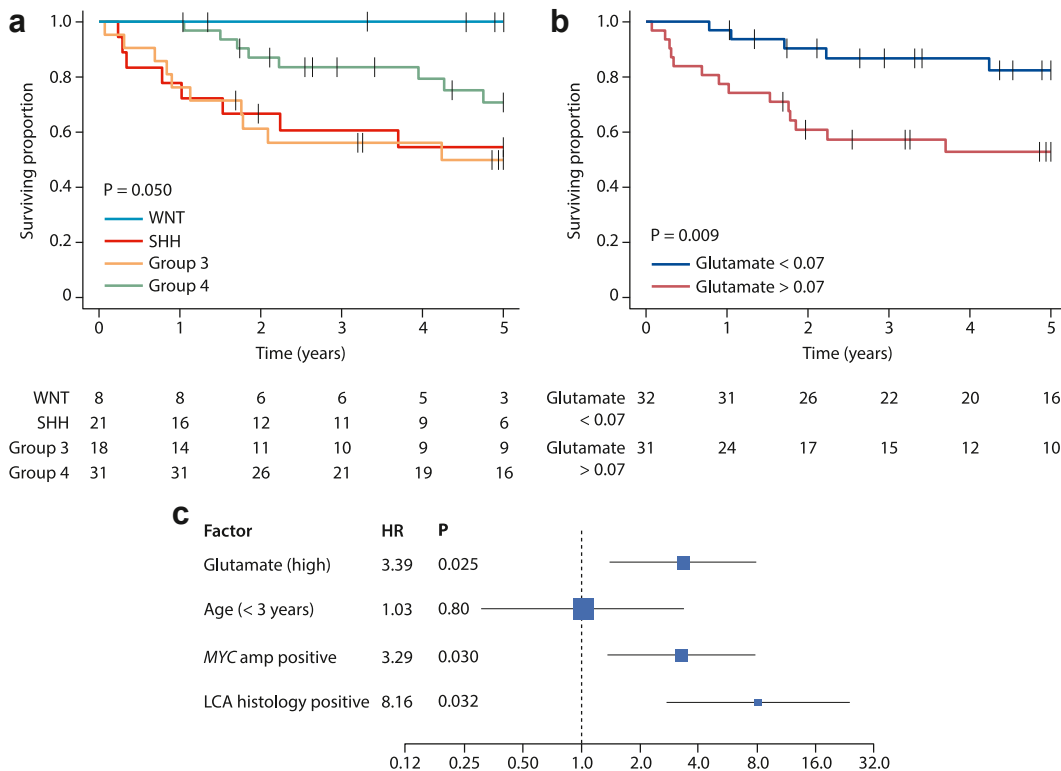 a
1.0
0.8
0.6
0.4
0.2
0
Surviving proportion
P = 0.050
WNT
SHH
Group 3
Group 4
0 1 2 3 4 5
Time (years)
WNT 8 8 6 6 5 3
SHH 21 16 12 11 9 6
Group 3 18 14 11 10 9 9
Group 4 31 31 26 21 19 16
b
1.0
0.8
0.6
0.4
0.2
0
Surviving proportion
P = 0.009
Glutamate < 0.07
Glutamate > 0.07
0 1 2 3 4 5
Time (years)
Glutamate 32 31 26 22 20 16
< 0.07
Glutamate 31 24 17 15 12 10
> 0.07
c
Factor HR P
Glutamate (high) 3.39 0.025
Age (< 3 years) 1.03 0.80
MYC amp positive 3.29 0.030
LCA histology positive 8.16 0.032
0.12 0.25 0.50 1.0 2.0 4.0 8.0 16.0 32.0